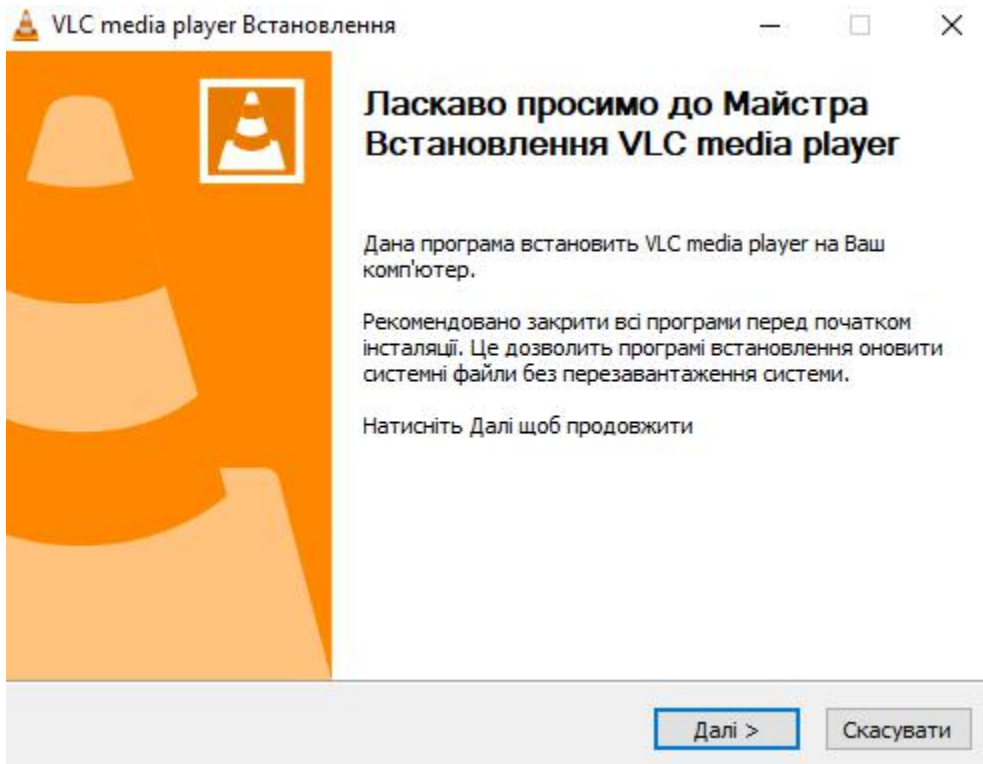 VLC media player Встановлення
Ласкаво просимо до Майстра
Встановлення VLC media player
Дана програма встановить VLC media player на Ваш
комп'ютер.
Рекомендовано закрити всі програми перед початком
інсталяції. Це дозволить програмі встановлення оновити
системні файли без перезавантаження системи.
Натисніть Далі щоб продовжити
Далі >
Скасувати